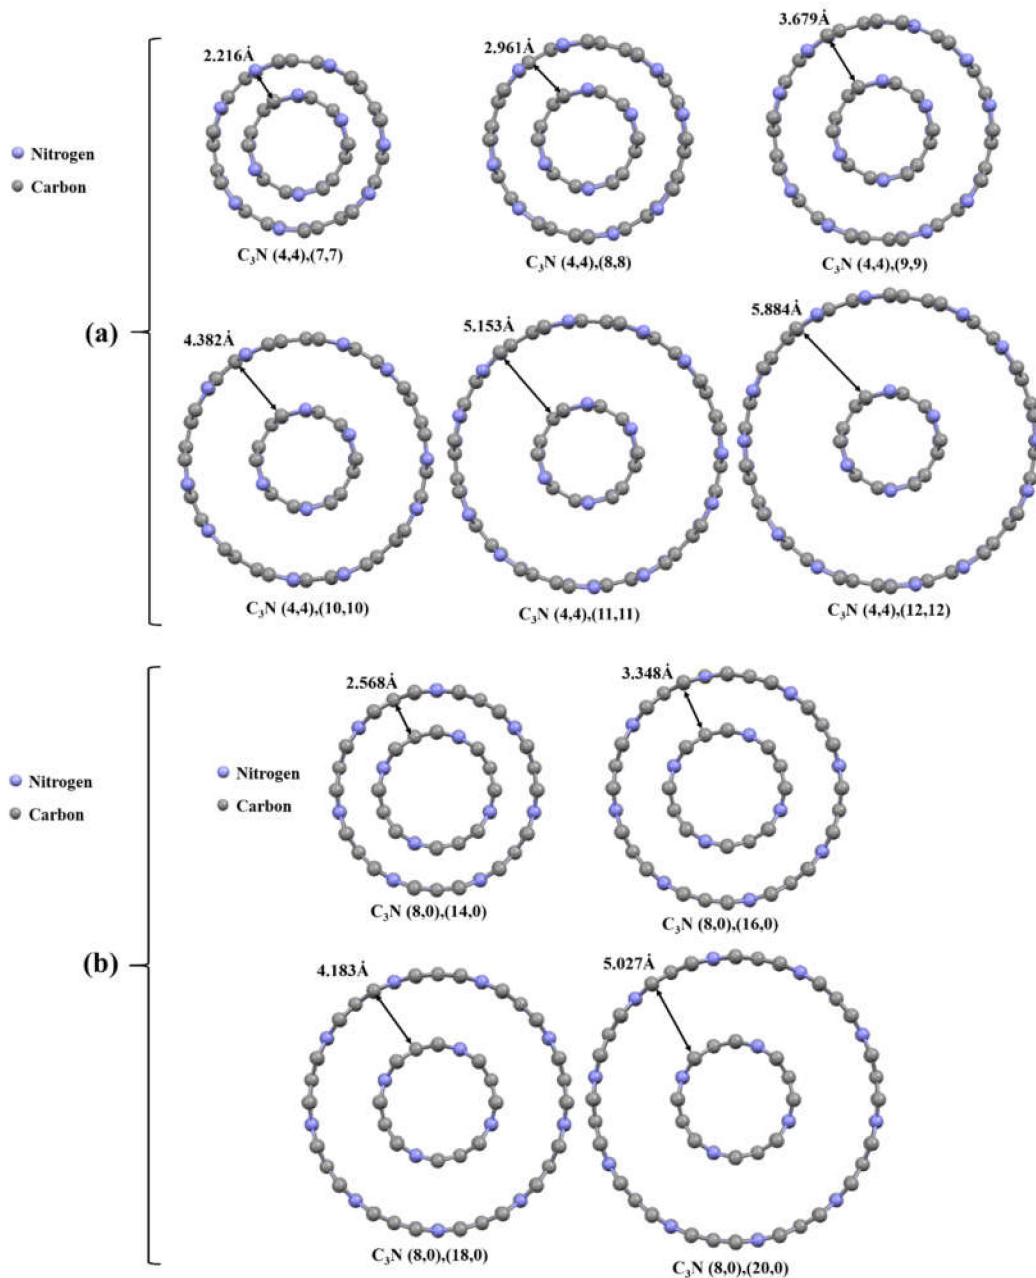 2.216Å
2.961Å
3.679Å
Nitrogen
Carbon
C₃N (4,4),(7,7)
C₃N (4,4),(8,8)
C₃N (4,4),(9,9)
(a)
4.382Å
5.153Å
5.884Å
C₃N (4,4),(10,10)
C₃N (4,4),(11,11)
C₃N (4,4),(12,12)
2.568Å
3.348Å
Nitrogen
Carbon
Nitrogen
Carbon
C₃N (8,0),(14,0)
C₃N (8,0),(16,0)
(b)
4.183Å
5.027Å
C₃N (8,0),(18,0)
C₃N (8,0),(20,0)